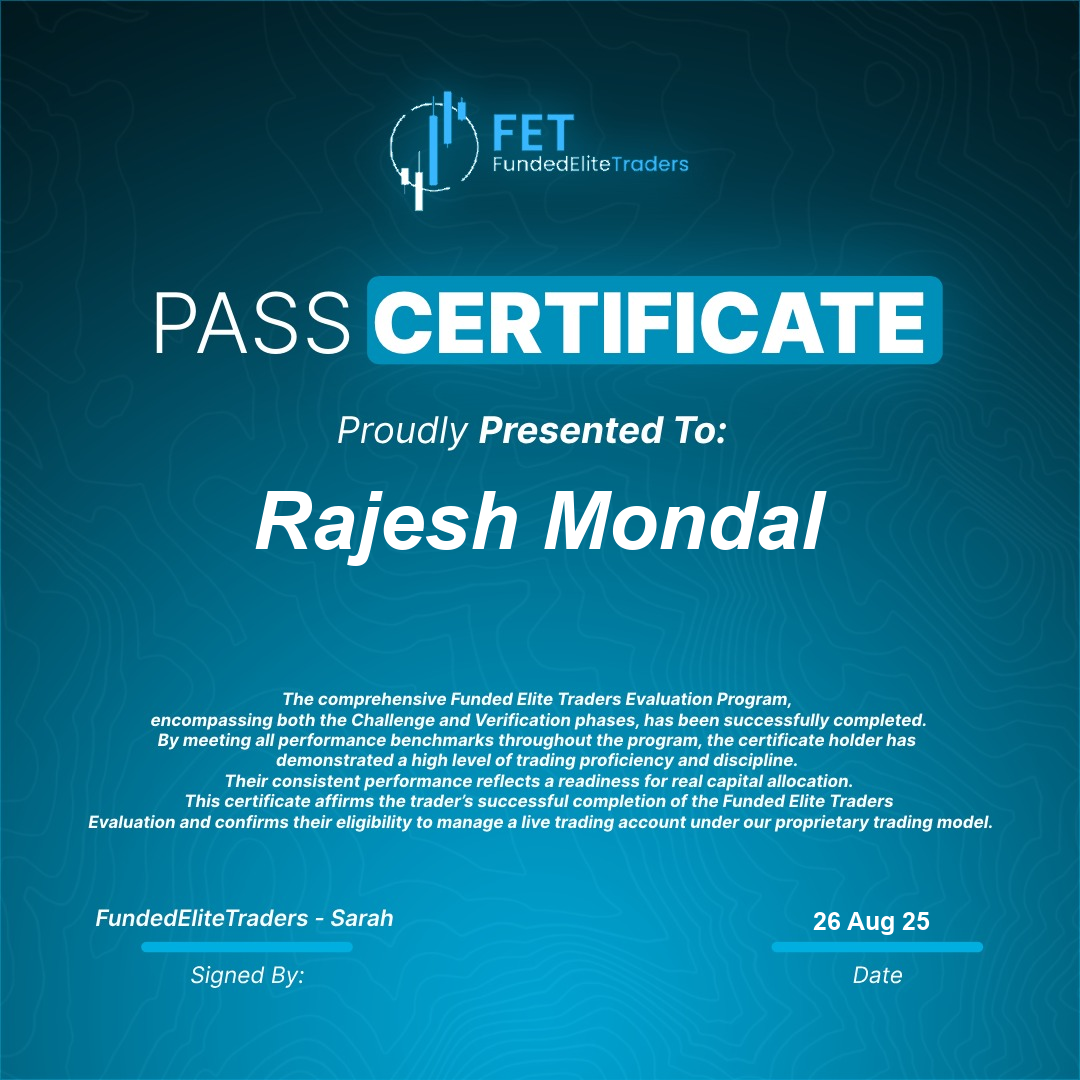 FET
FundedEliteTraders
PASS CERTIFICATE
Proudly Presented To:
Rajesh Mondal
The comprehensive Funded Elite Traders Evaluation Program,
encompassing both the Challenge and Verification phases, has been successfully completed.
By meeting all performance benchmarks throughout the program, the certificate holder has
demonstrated a high level of trading proficiency and discipline.
Their consistent performance reflects a readiness for real capital allocation.
This certificate affirms the trader’s successful completion of the Funded Elite Traders
Evaluation and confirms their eligibility to manage a live trading account under our proprietary trading model.
FundedEliteTraders - Sarah
26 Aug 25
Signed By:
Date